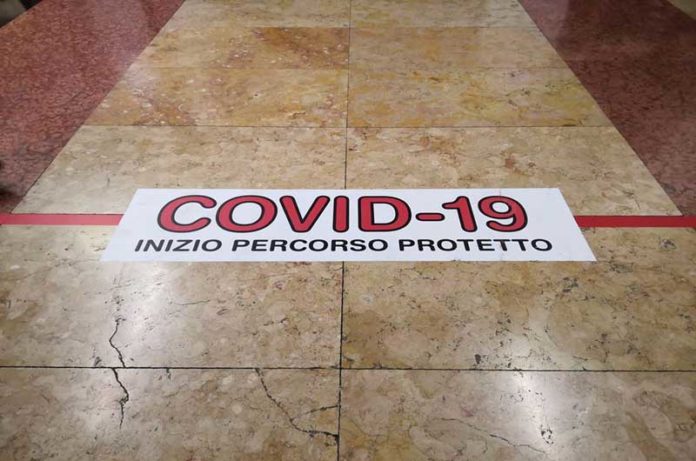 COVID-19
INIZIO PERCORSO PROTETTO